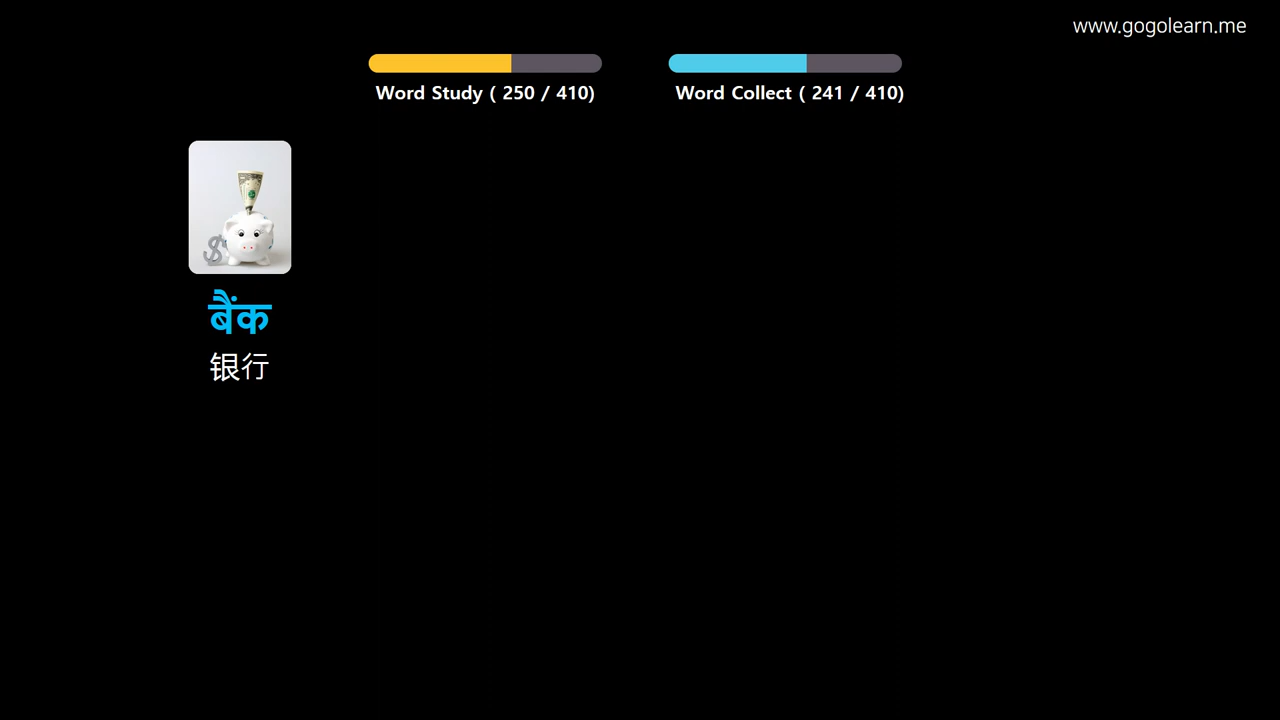 www.gogolearn.me
Word Study ( 250 / 410)
Word Collect ( 241 / 410)
$
बैंक
银行